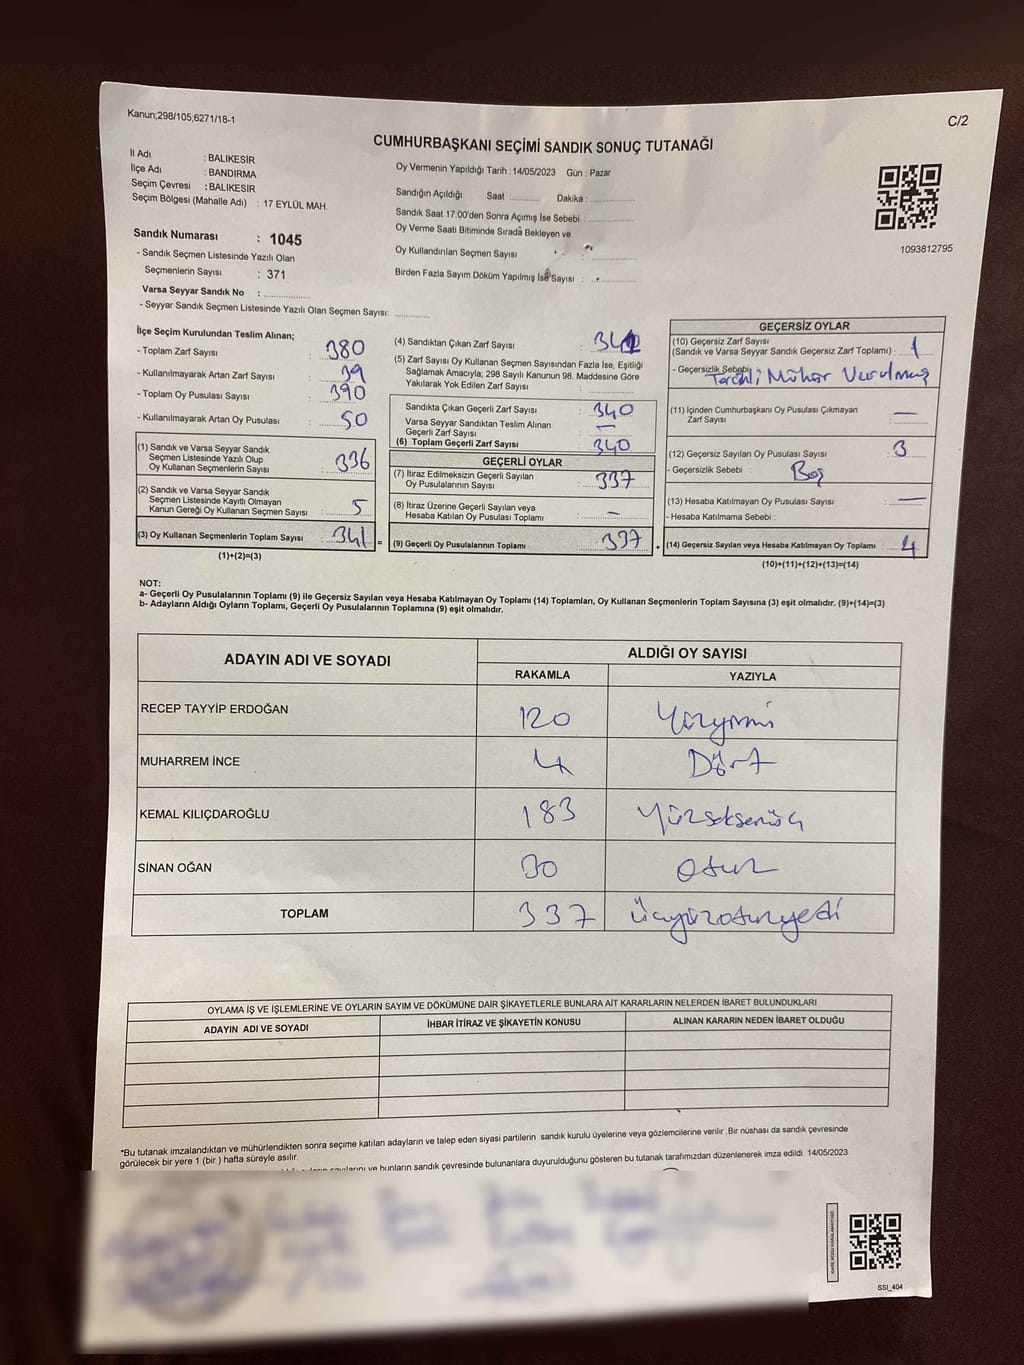 Kanun;298/105;6271/18-1
C/2
CUMHURBAŞKANI SEÇİMİ SANDIK SONUÇ TUTANAĞI
İl Adı : BALIKESİR
İlçe Adı : BANDIRMA
Seçim Çevresi : BALIKESİR
Seçim Bölgesi (Mahalle Adı) : 17 EYLÜL MAH.
Sandık Numarası : 1045
- Sandık Seçmen Listesinde Yazılı Olan
Seçmenlerin Sayısı : 371
Varsa Seyyar Sandık No : ..............
- Seyyar Sandık Seçmen Listesinde Yazılı Olan Seçmen Sayısı: ............
Oy Vermenin Yapıldığı Tarih : 14/05/2023 Gün : Pazar
Sandığın Açıldığı Saat ........... Dakika : ..............
Sandık Saat 17:00'den Sonra Açımış İse Sebebi : ..............
Oy Verme Saati Bitiminde Sırada Bekleyen ve
Oy Kullandırılan Seçmen Sayısı :
Birden Fazla Sayım Döküm Yapılmış İse Sayısı :
1093812795
İlçe Seçim Kurulundan Teslim Alınan;
- Toplam Zarf Sayısı : 380
- Kullanılmayarak Artan Zarf Sayısı : 39
- Toplam Oy Pusulası Sayısı : 390
- Kullanılmayarak Artan Oy Pusulası : 50
(1) Sandık ve Varsa Seyyar Sandık
Seçmen Listesinde Yazılı Olup
Oy Kullanan Seçmenlerin Sayısı : 336
(2) Sandık ve Varsa Seyyar Sandık
Seçmen Listesinde Kayıtlı Olmayan
Kanun Gereği Oy Kullanan Seçmen Sayısı : 5
(3) Oy Kullanan Seçmenlerin Toplam Sayısı : 341 =
(1)+(2)=(3)
(4) Sandıktan Çıkan Zarf Sayısı : 341
(5) Zarf Sayısı Oy Kullanan Seçmen Sayısından Fazla İse, Eşitliği
Sağlamak Amacıyla; 298 Sayılı Kanunun 98. Maddesine Göre
Yakılarak Yok Edilen Zarf Sayısı :
Sandıkta Çıkan Geçerli Zarf Sayısı : 340
Varsa Seyyar Sandıktan Teslim Alınan
Geçerli Zarf Sayısı : —
(6) Toplam Geçerli Zarf Sayısı : 340
GEÇERLİ OYLAR
(7) İtiraz Edilmeksizin Geçerli Sayılan
Oy Pusulalarının Sayısı : 337
(8) İtiraz Üzerine Geçerli Sayılan veya
Hesaba Katılan Oy Pusulası Toplamı : —
(9) Geçerli Oy Pusulalarının Toplamı : 337 +
GEÇERSİZ OYLAR
(10) Geçersiz Zarf Sayısı
(Sandık ve Varsa Seyyar Sandık Geçersiz Zarf Toplamı) : 1
- Geçersizlik Sebebi : Tercihli Mühür Vurulmuş
(11) İçinden Cumhurbaşkanı Oy Pusulası Çıkmayan
Zarf Sayısı : —
(12) Geçersiz Sayılan Oy Pusulası Sayısı : 3
- Geçersizlik Sebebi : Boş
(13) Hesaba Katılmayan Oy Pusulası Sayısı : —
- Hesaba Katılmama Sebebi :
(14) Geçersiz Sayılan veya Hesaba Katılmayan Oy Toplamı : 4
(10)+(11)+(12)+(13)=(14)
NOT:
a- Geçerli Oy Pusulalarının Toplamı (9) ile Geçersiz Sayılan veya Hesaba Katılmayan Oy Toplamı (14) Toplamları, Oy Kullanan Seçmenlerin Toplam Sayısına (3) eşit olmalıdır. (9)+(14)=(3)
b- Adayların Aldığı Oyların Toplamı, Geçerli Oy Pusulalarının Toplamına (9) eşit olmalıdır.
ADAYIN ADI VE SOYADI ALDIĞI OY SAYISI
RAKAMLA YAZIYLA
RECEP TAYYİP ERDOĞAN 120 Yüzyirmi
MUHARREM İNCE 4 Dört
KEMAL KILIÇDAROĞLU 183 Yüzseksenüç
SİNAN OĞAN 30 Otuz
TOPLAM 337 Üçyüzotuzyedi
OYLAMA İŞ VE İŞLEMLERİNE VE OYLARIN SAYIM VE DÖKÜMÜNE DAİR ŞİKAYETLERLE BUNLARA AİT KARARLARIN NELERDEN İBARET BULUNDUKLARI
ADAYIN ADI VE SOYADI İHBAR İTİRAZ VE ŞİKAYETİN KONUSU ALINAN KARARIN NEDEN İBARET OLDUĞU
*Bu tutanak imzalandıktan ve mühürlendikten sonra seçime katılan adayların ve talep eden siyasi partilerin sandık kurulu üyelerine veya gözlemcilerine verilir .Bir nüshası da sandık çevresinde
görülecek bir yere 1 (bir ) hafta süreyle asılır.
ve bunların sandık çevresinde bulunanlara duyurulduğunu gösteren bu tutanak tarafımızdan düzenlenerek imza edildi. 14/05/2023
SSI_404